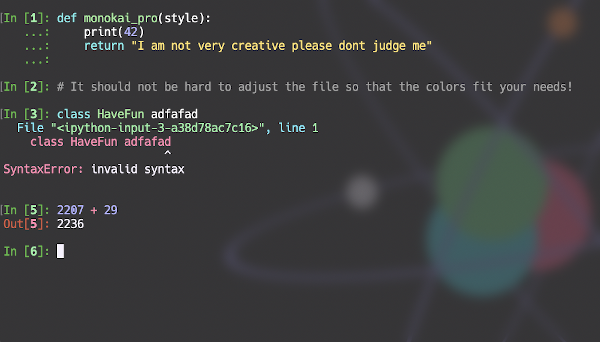 [In [1]: def monokai_pro(style):
   ...:     print(42)
   ...:     return "I am not very creative please dont judge me"
   ...:
[In [2]: # It should not be hard to adjust the file so that the colors fit your needs!
[In [3]: class HaveFun adfafad
  File "<ipython-input-3-a38d78ac7c16>", line 1
    class HaveFun adfafad
                        ^
SyntaxError: invalid syntax
[In [5]: 2207 + 29
Out[5]: 2236
In [6]: